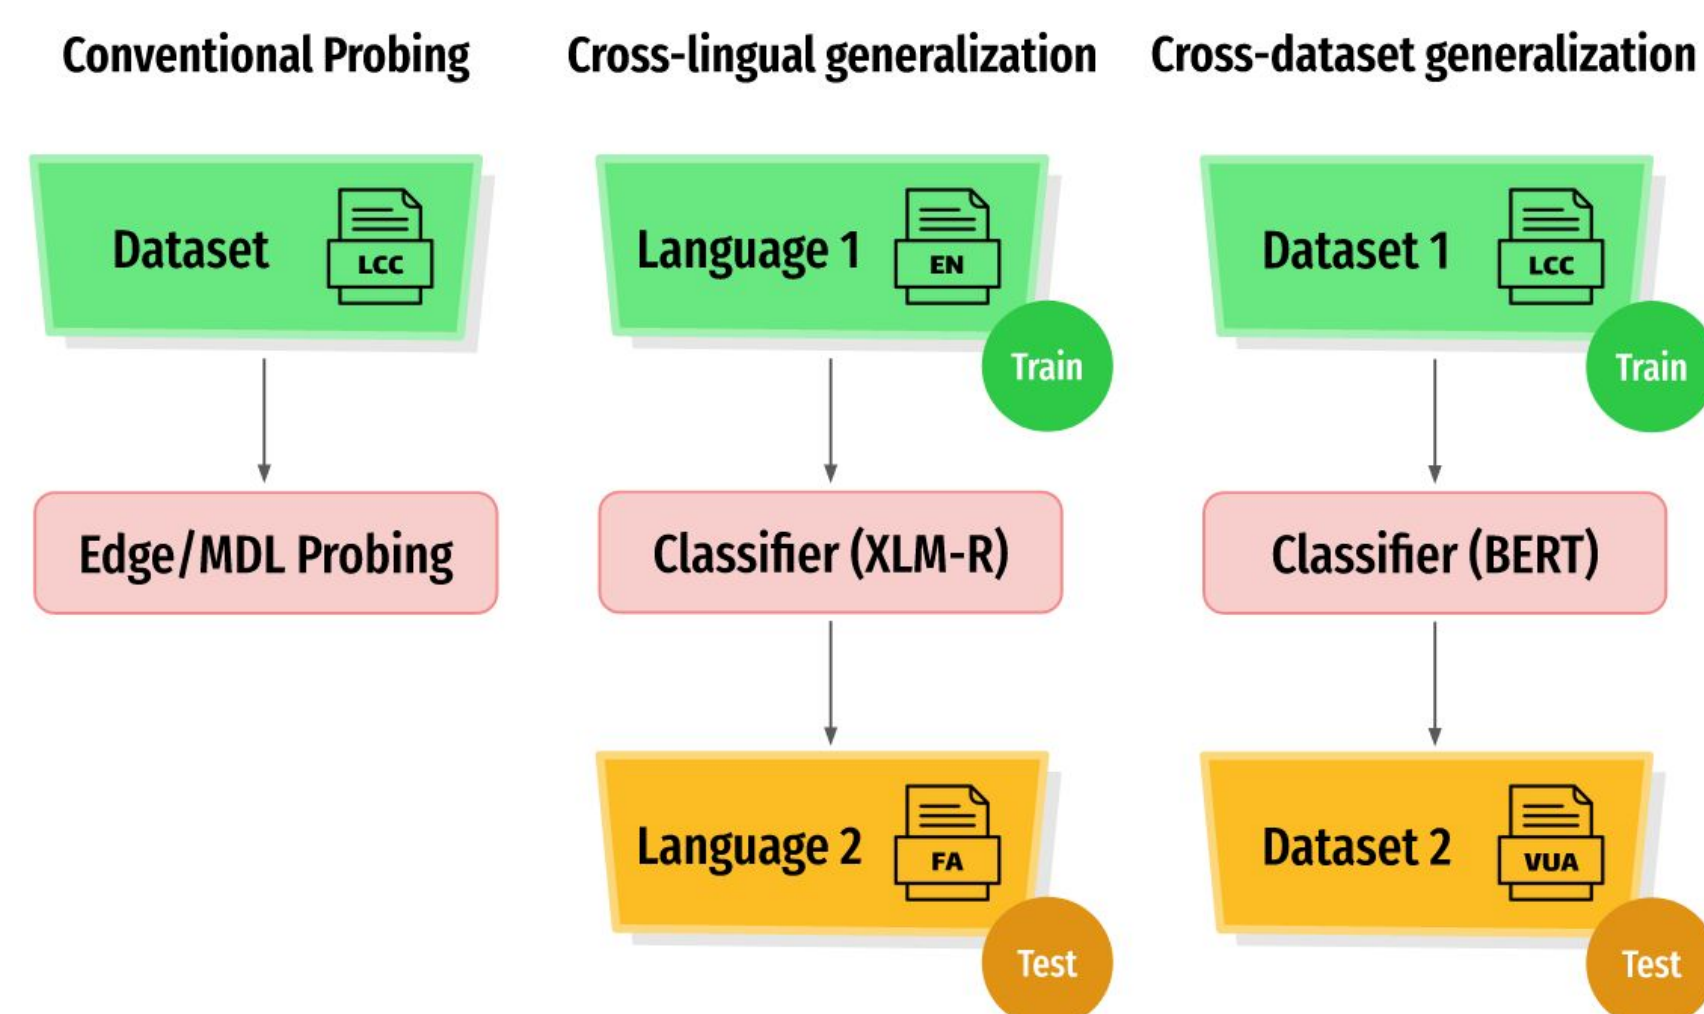 Conventional Probing
Dataset
LCC
Edge/MDL Probing
Cross-lingual generalization
Language 1
EN
Train
Classifier (XLM-R)
Language 2
FA
Test
Cross-dataset generalization
Dataset 1
LCC
Train
Classifier (BERT)
Dataset 2
VUA
Test